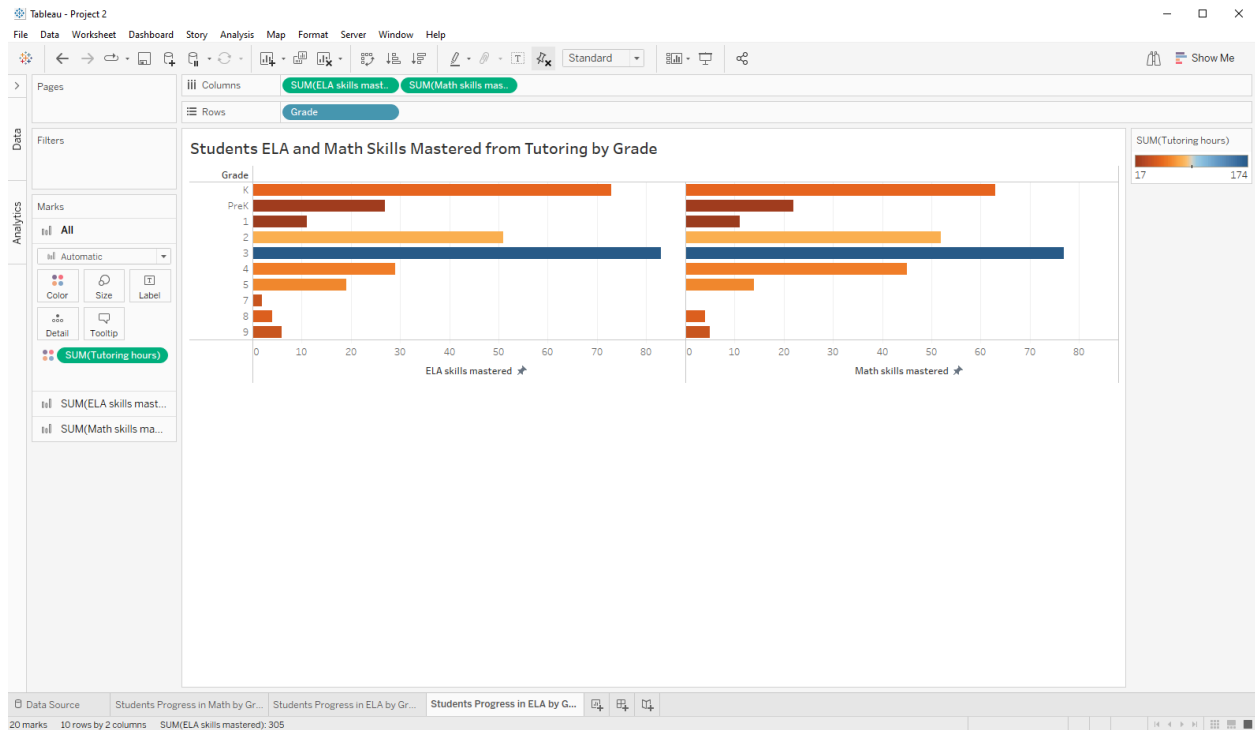 Tableau - Project 2
File Data Worksheet Dashboard Story Analysis Map Format Server Window Help
Standard
Show Me
Pages
Columns SUM(ELA skills mast.. SUM(Math skills mas..
Rows Grade
Data
Filters
Students ELA and Math Skills Mastered from Tutoring by Grade
SUM(Tutoring hours)
17 174
Grade
K
PreK
1
2
3
4
5
7
8
9
0 10 20 30 40 50 60 70 80 0 10 20 30 40 50 60 70 80
ELA skills mastered Math skills mastered
Analytics
Marks
All
Automatic
Color Size Label
Detail Tooltip
SUM(Tutoring hours)
SUM(ELA skills mast...
SUM(Math skills ma...
Data Source Students Progress in Math by Gr... Students Progress in ELA by Gr... Students Progress in ELA by G...
20 marks 10 rows by 2 columns SUM(ELA skills mastered): 305